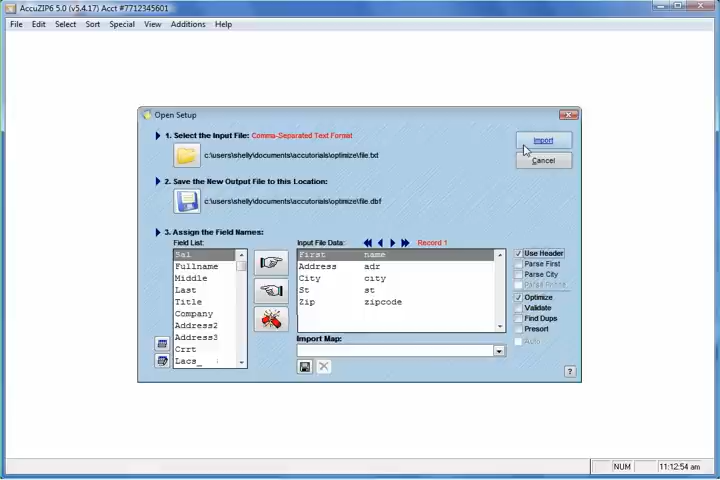 AccuZIP6 5.0 (v5.4.17) Acct #7712345601
File Edit Select Sort Special View Additions Help
Open Setup
1. Select the Input File: Comma-Separated Text Format
c:\users\shelly\documents\accutorials\optimize\file.txt
Import
Cancel
2. Save the New Output File to this Location:
c:\users\shelly\documents\accutorials\optimize\file.dbf
3. Assign the Field Names:
Field List:
Sal
Fullname
Middle
Last
Title
Company
Address2
Address3
Crrt
Lacs_
Input File Data: Record 1
First name
Address adr
City city
St st
Zip zipcode
Import Map:
Use Header
Parse First
Parse City
Parse Phone
Optimize
Validate
Find Dups
Presort
Auto
?
NUM 11:12:54 am